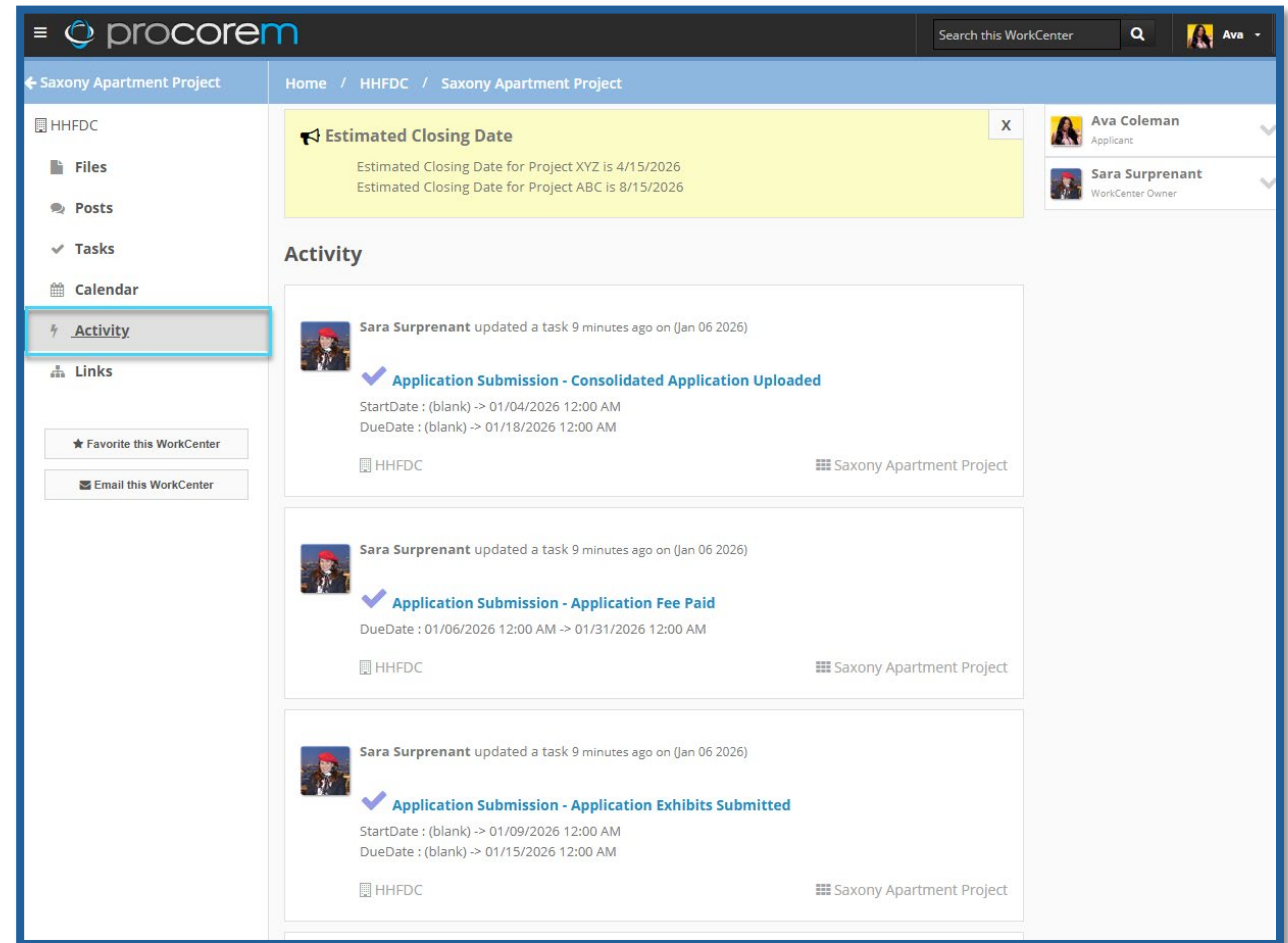 procorem
Search this WorkCenter
Ava
Saxony Apartment Project
Home / HHFDC / Saxony Apartment Project
HHFDC
Files
Posts
Tasks
Calendar
Activity
Links
Favorite this WorkCenter
Email this WorkCenter
Estimated Closing Date
X
Estimated Closing Date for Project XYZ is 4/15/2026
Estimated Closing Date for Project ABC is 8/15/2026
Activity
Sara Surprenant updated a task 9 minutes ago on (Jan 06 2026)
Application Submission - Consolidated Application Uploaded
StartDate : (blank) -> 01/04/2026 12:00 AM
DueDate : (blank) -> 01/18/2026 12:00 AM
HHFDC
Saxony Apartment Project
Sara Surprenant updated a task 9 minutes ago on (Jan 06 2026)
Application Submission - Application Fee Paid
DueDate : 01/06/2026 12:00 AM -> 01/31/2026 12:00 AM
HHFDC
Saxony Apartment Project
Sara Surprenant updated a task 9 minutes ago on (Jan 06 2026)
Application Submission - Application Exhibits Submitted
StartDate : (blank) -> 01/09/2026 12:00 AM
DueDate : (blank) -> 01/15/2026 12:00 AM
HHFDC
Saxony Apartment Project
Ava Coleman
Applicant
Sara Surprenant
WorkCenter Owner